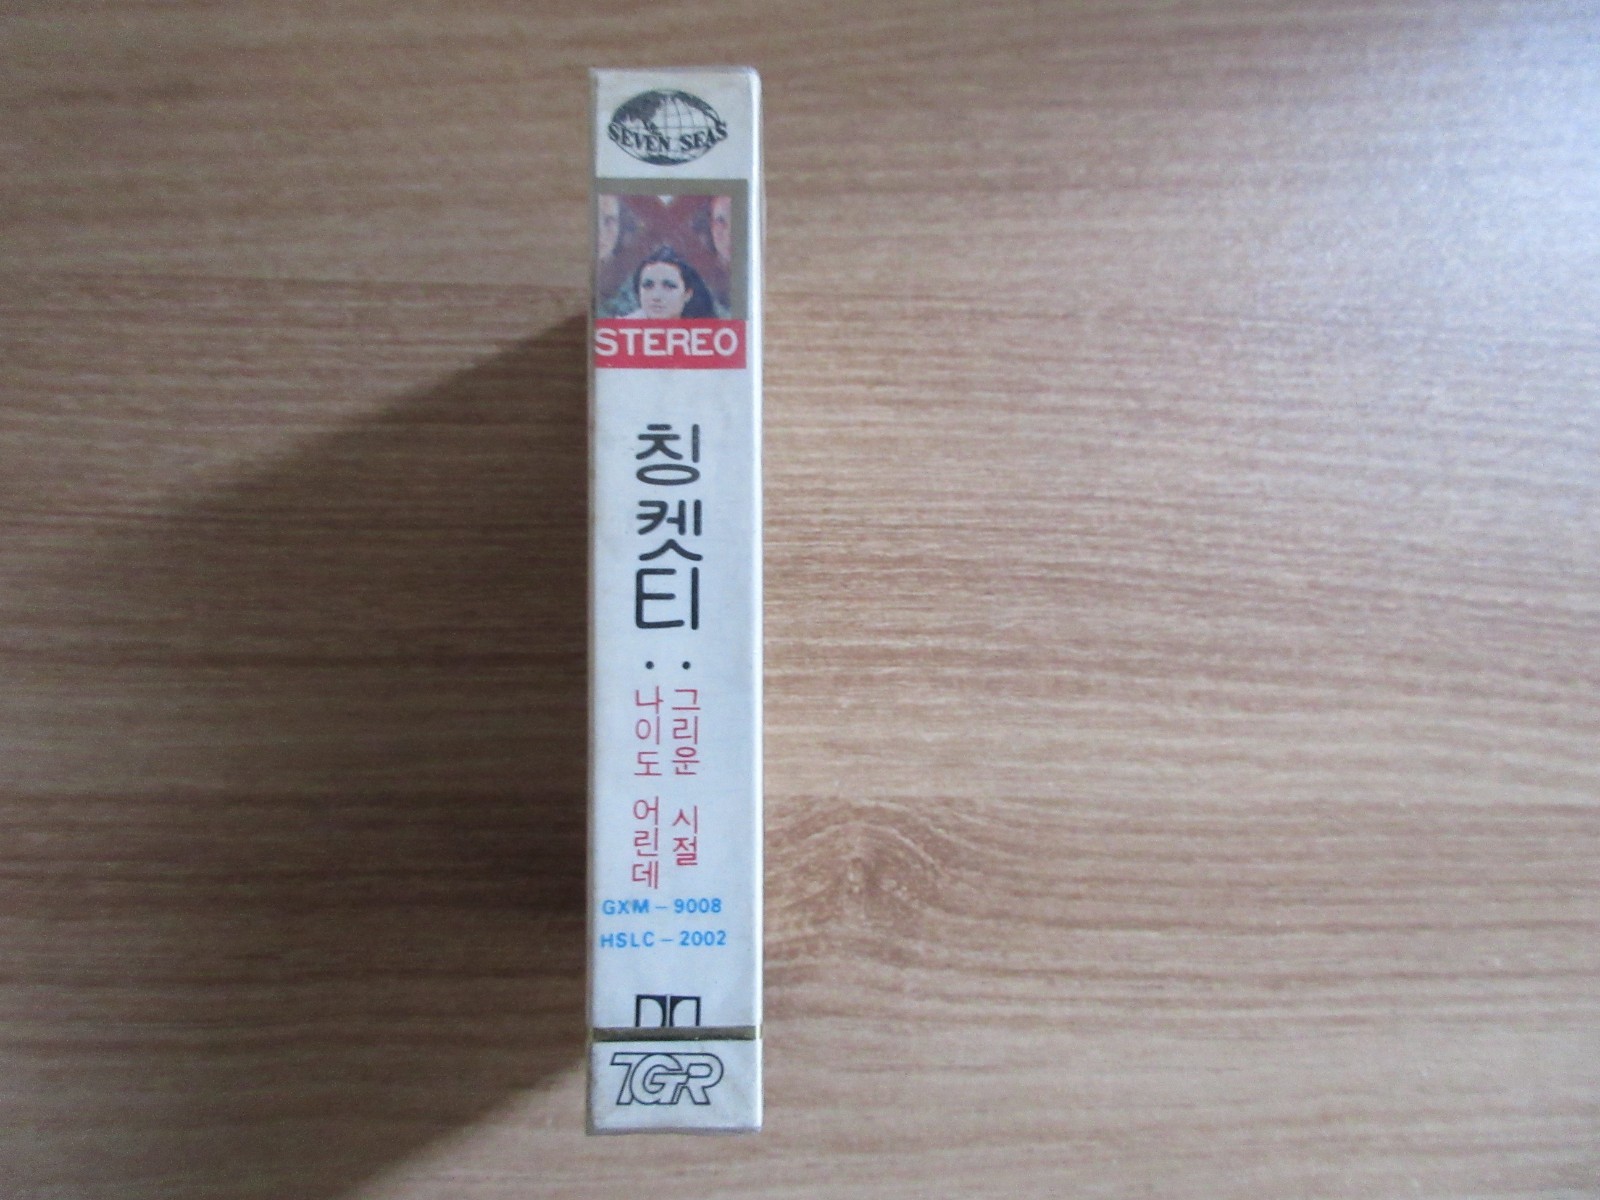 SEVEN SEAS
STEREO
칭켓티
·그리운 시절
·나이도 어린데
GXM-9008
HSLC-2002
TGR